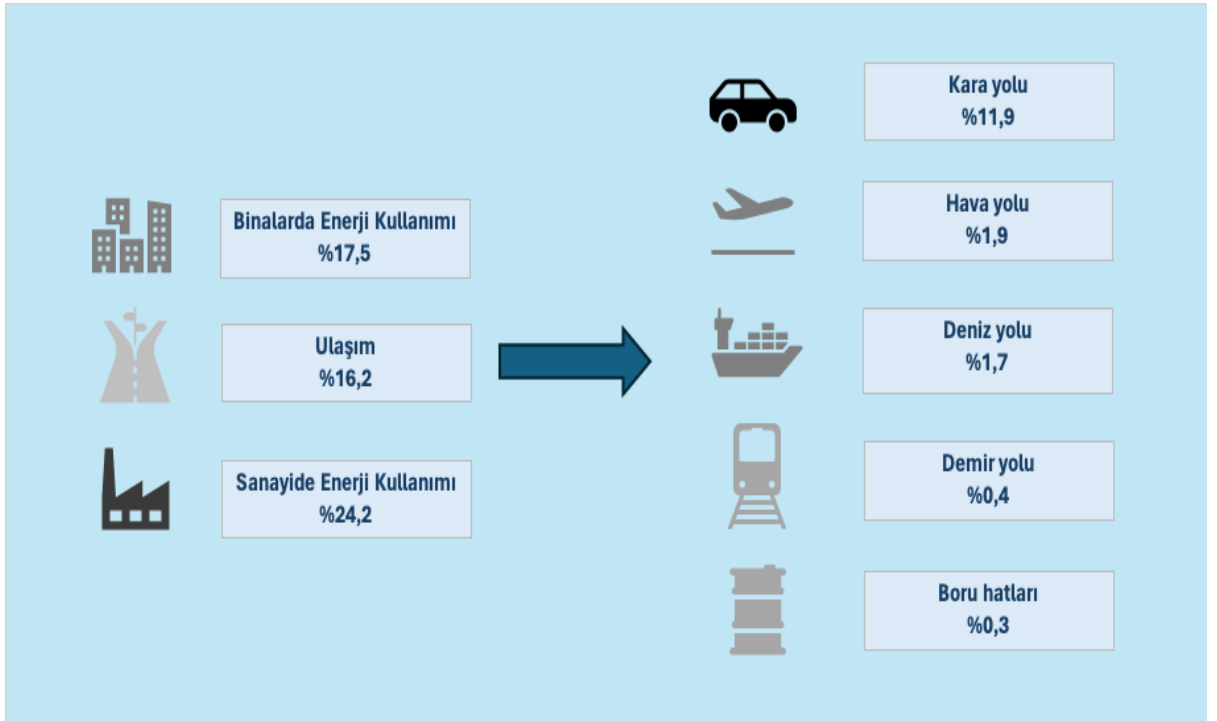 Binalarda Enerji Kullanımı
%17,5
Ulaşım
%16,2
Sanayide Enerji Kullanımı
%24,2
Kara yolu
%11,9
Hava yolu
%1,9
Deniz yolu
%1,7
Demir yolu
%0,4
Boru hatları
%0,3